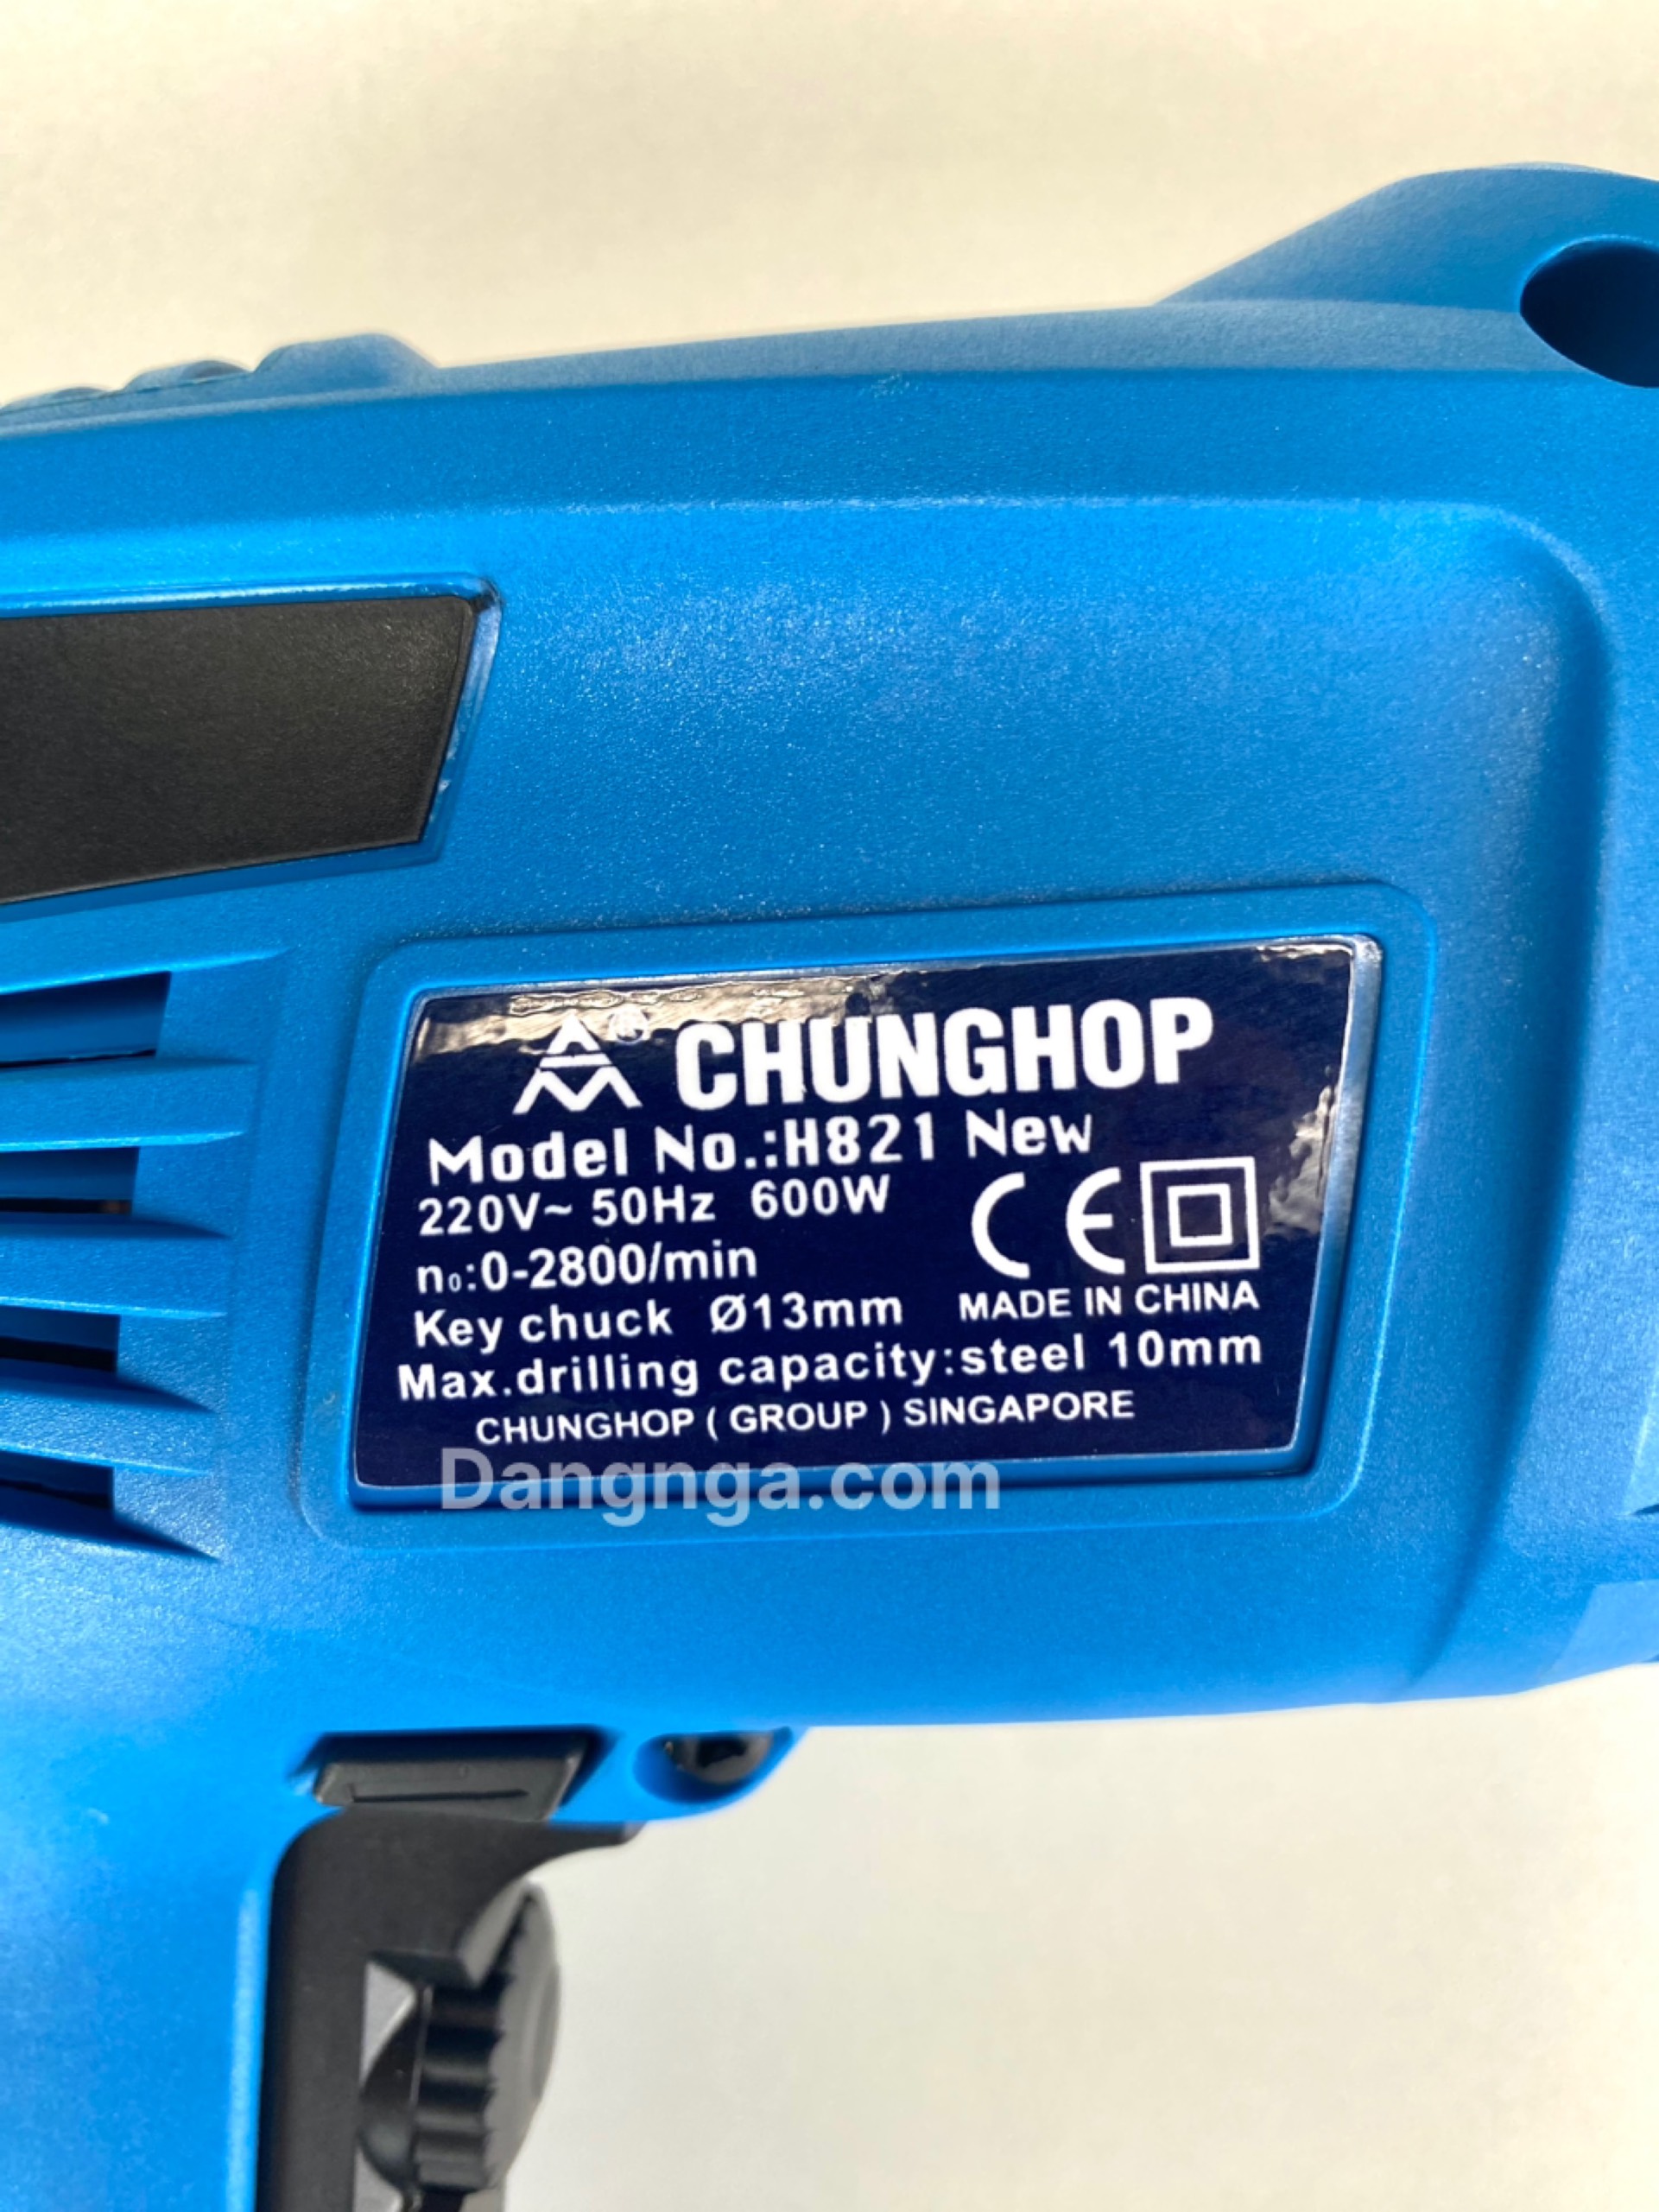 CHUNGHOP
Model No.:H821 New
220V~ 50Hz 600W
CE
n₀:0-2800/min
Key chuck Ø13mm
MADE IN CHINA
Max.drilling capacity:steel 10mm
CHUNGHOP ( GROUP ) SINGAPORE
Dangnga.com